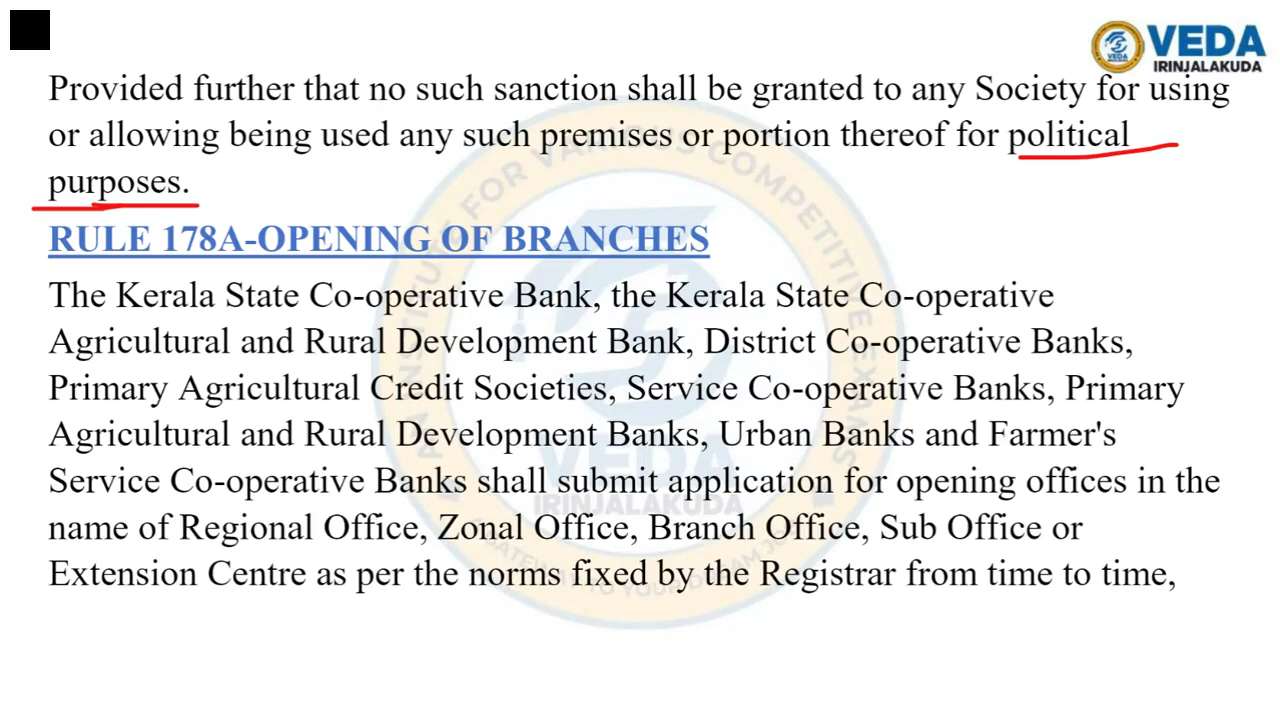 VEDA
IRINJALAKUDA
Provided further that no such sanction shall be granted to any Society for using
or allowing being used any such premises or portion thereof for political
purposes.
RULE 178A-OPENING OF BRANCHES
The Kerala State Co-operative Bank, the Kerala State Co-operative
Agricultural and Rural Development Bank, District Co-operative Banks,
Primary Agricultural Credit Societies, Service Co-operative Banks, Primary
Agricultural and Rural Development Banks, Urban Banks and Farmer's
Service Co-operative Banks shall submit application for opening offices in the
name of Regional Office, Zonal Office, Branch Office, Sub Office or
Extension Centre as per the norms fixed by the Registrar from time to time,
VEDA
IRINJALAKUDA